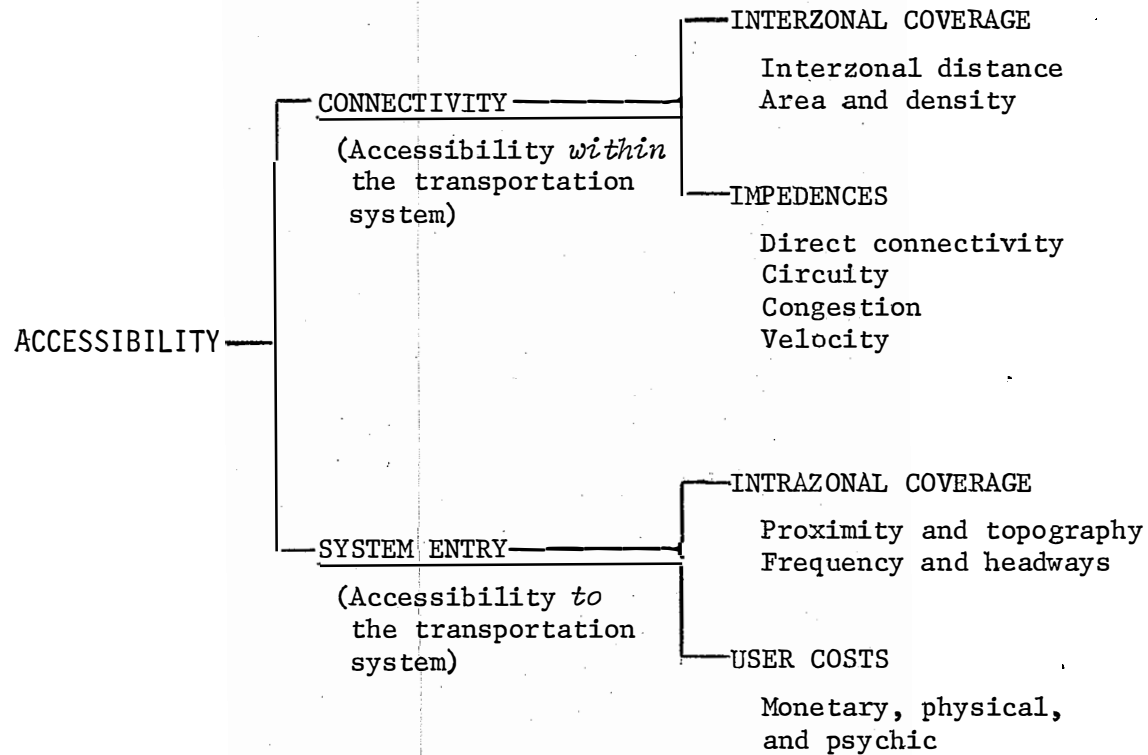 ACCESSIBILITY
CONNECTIVITY
(Accessibility within
the transportation
system)
INTERZONAL COVERAGE
Interzonal distance
Area and density
IMPEDENCES
Direct connectivity
Circuity
Congestion
Velocity
SYSTEM ENTRY
(Accessibility to
the transportation
system)
INTRAZONAL COVERAGE
Proximity and topography
Frequency and headways
USER COSTS
Monetary, physical,
and psychic